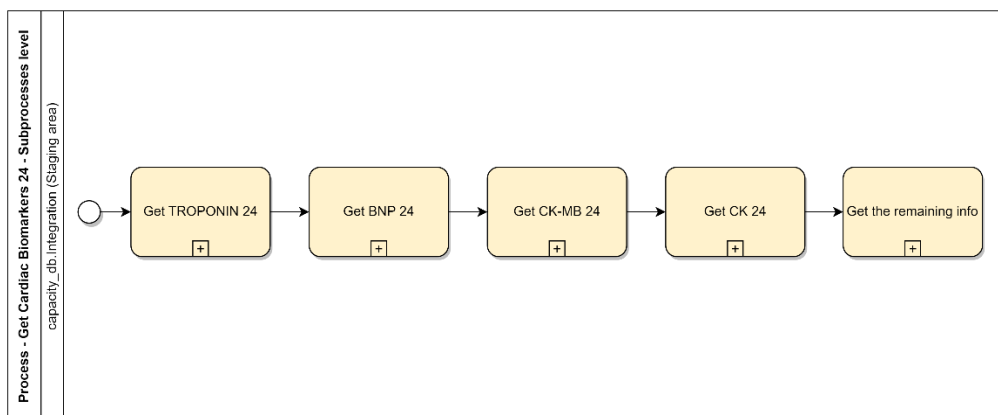 Process - Get Cardiac Biomarkers 24 - Subprocesses level
capacity_db.Integration (Staging area)
Get TROPONIN 24
Get BNP 24
Get CK-MB 24
Get CK 24
Get the remaining info